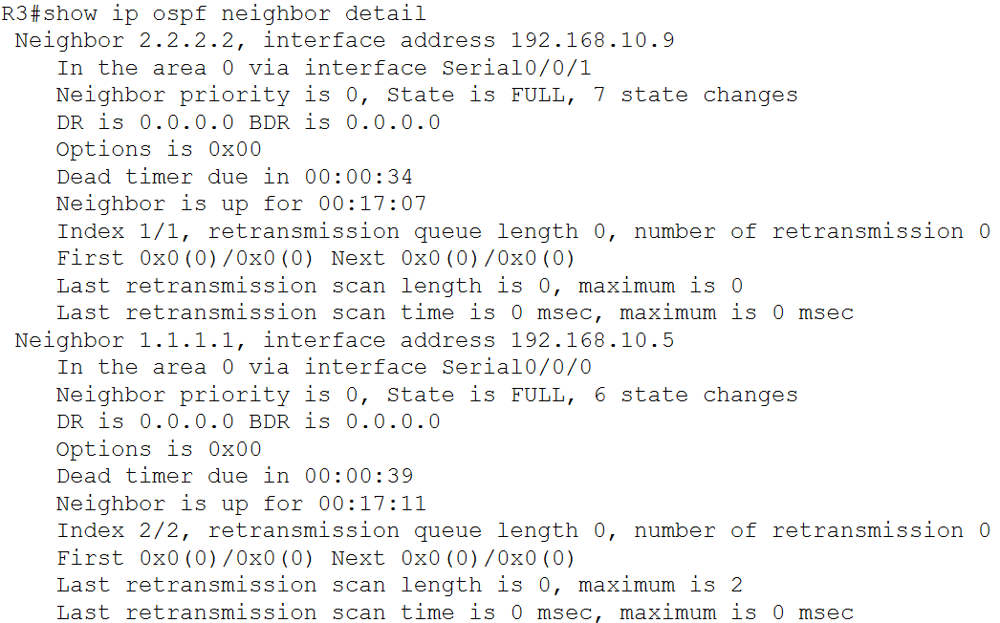 R3#show ip ospf neighbor detail
Neighbor 2.2.2.2, interface address 192.168.10.9
In the area 0 via interface Serial0/0/1
Neighbor priority is 0, State is FULL, 7 state changes
DR is 0.0.0.0 BDR is 0.0.0.0
Options is 0x00
Dead timer due in 00:00:34
Neighbor is up for 00:17:07
Index 1/1, retransmission queue length 0, number of retransmission 0
First 0x0(0)/0x0(0) Next 0x0(0)/0x0(0)
Last retransmission scan length is 0, maximum is 0
Last retransmission scan time is 0 msec, maximum is 0 msec
Neighbor 1.1.1.1, interface address 192.168.10.5
In the area 0 via interface Serial0/0/0
Neighbor priority is 0, State is FULL, 6 state changes
DR is 0.0.0.0 BDR is 0.0.0.0
Options is 0x00
Dead timer due in 00:00:39
Neighbor is up for 00:17:11
Index 2/2, retransmission queue length 0, number of retransmission 0
First 0x0(0)/0x0(0) Next 0x0(0)/0x0(0)
Last retransmission scan length is 0, maximum is 2
Last retransmission scan time is 0 msec, maximum is 0 msec